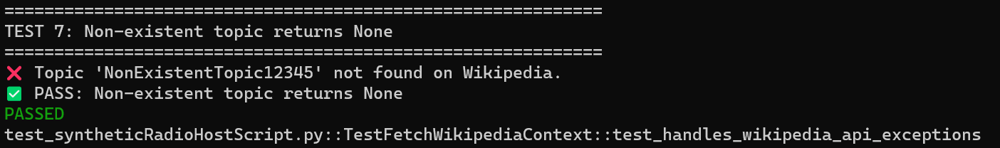 ============================================================
TEST 7: Non-existent topic returns None
============================================================
❌ Topic 'NonExistentTopic12345' not found on Wikipedia.
✅ PASS: Non-existent topic returns None
PASSED
test_syntheticRadioHostScript.py::TestFetchWikipediaContext::test_handles_wikipedia_api_exceptions